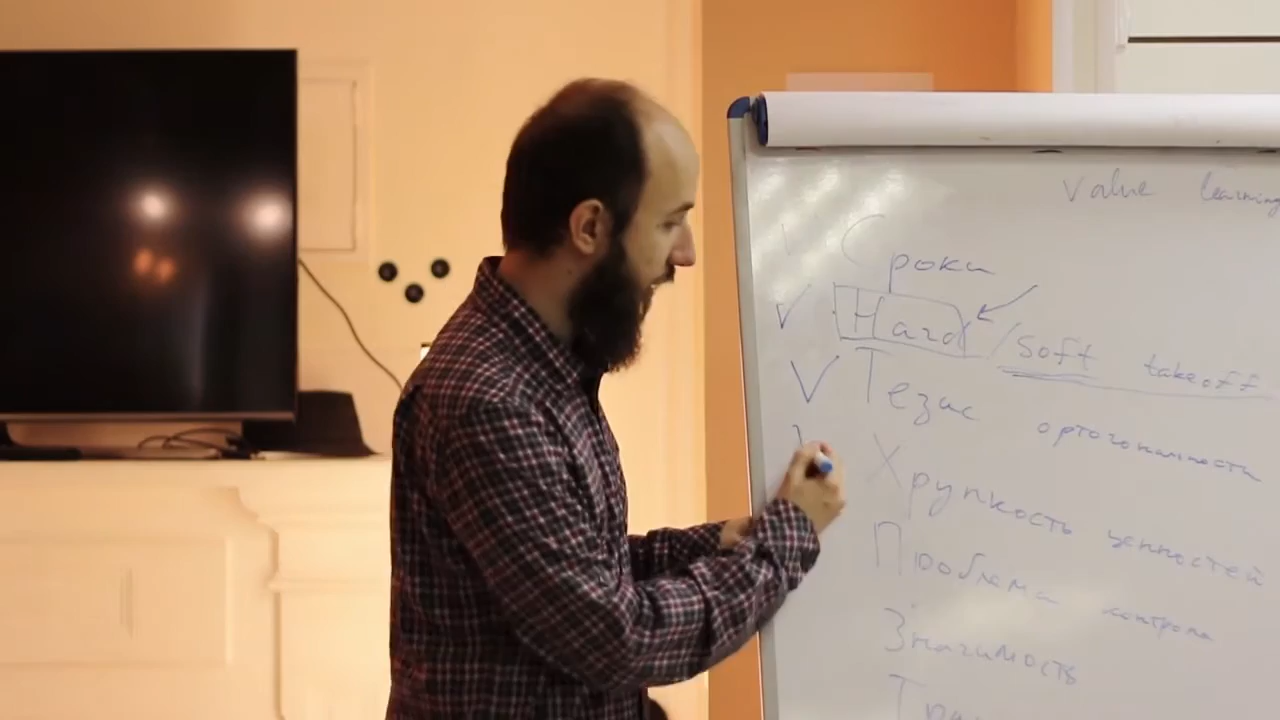 Value learning
Сроки
Hard / Soft takeoff
Тезис ортогональности
Хрупкость ценностей
Проблема контроля
Значимость